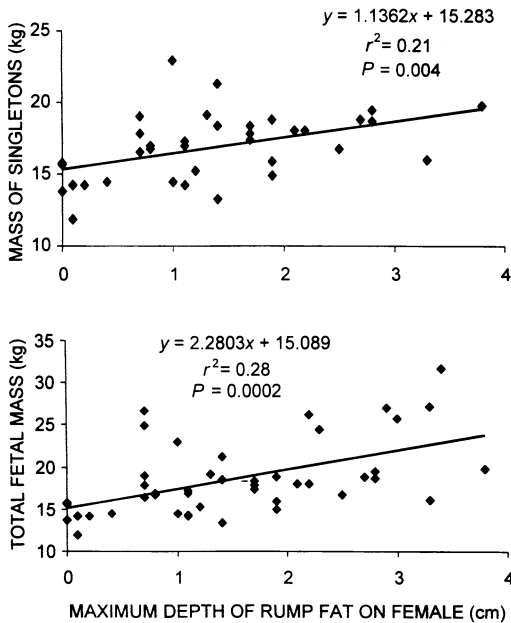 y = 1.1362x + 15.283
r² = 0.21
P = 0.004
MASS OF SINGLETONS (kg)
25
20
15
10
0 1 2 3 4
y = 2.2803x + 15.089
r² = 0.28
P = 0.0002
TOTAL FETAL MASS (kg)
35
30
25
20
15
10
0 1 2 3 4
MAXIMUM DEPTH OF RUMP FAT ON FEMALE (cm)